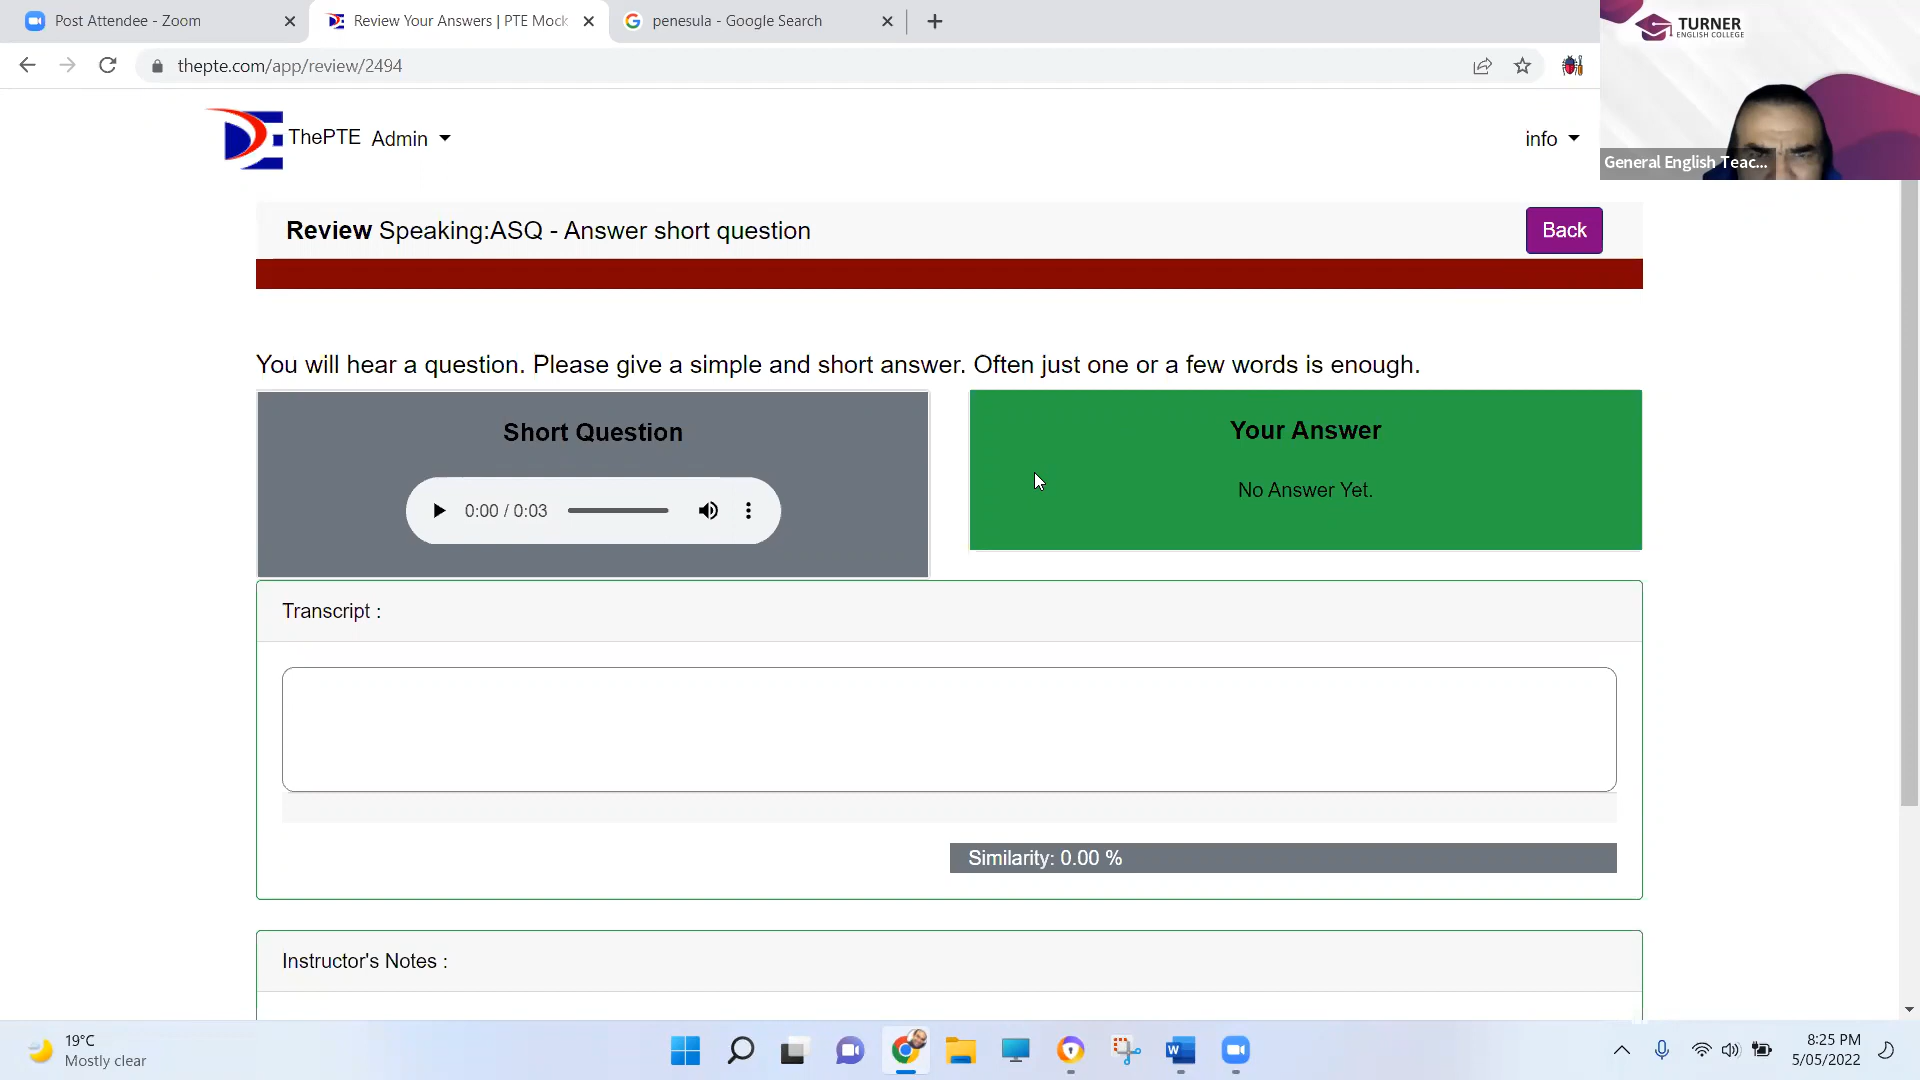 Post Attendee - Zoom
Review Your Answers | PTE Mock
penesula - Google Search
TURNER
ENGLISH COLLEGE
thepte.com/app/review/2494
ThePTE Admin
info
General English Teac...
Review Speaking:ASQ - Answer short question
Back
You will hear a question. Please give a simple and short answer. Often just one or a few words is enough.
Short Question
Your Answer
0:00 / 0:03
No Answer Yet.
Transcript :
Similarity: 0.00 %
Instructor's Notes :
19°C
Mostly clear
8:25 PM
5/05/2022